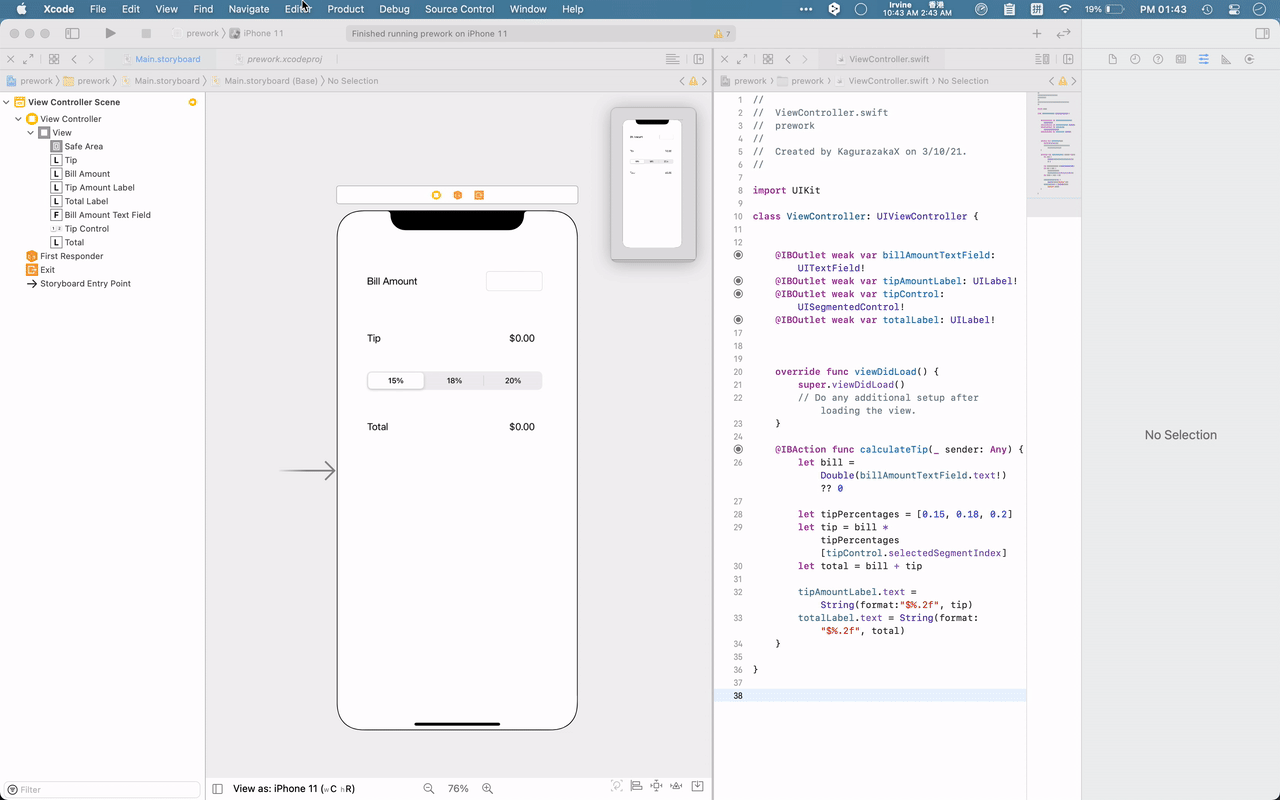 Xcode File Edit View Find Navigate Editor Product Debug Source Control Window Help
Irvine 香港
10:43 AM 2:43 AM
拼
19%
PM 01:43
prework iPhone 11
Finished running prework on iPhone 11
7
Main.storyboard
prework.xcodeproj
ViewController.swift
prework prework Main.storyboard Main.storyboard (Base) No Selection
prework prework ViewController.swift No Selection
View Controller Scene
View Controller
View
Safe Area
L Tip
L Bill Amount
L Tip Amount Label
L Total Label
F Bill Amount Text Field
Tip Control
L Total
First Responder
Exit
Storyboard Entry Point
Filter
Bill Amount
Tip $0.00
15% 18% 20%
Total $0.00
View as: iPhone 11 (wC hR)
76%
1 //
2 // ViewController.swift
3 // prework
4 //
5 // Created by KagurazakaX on 3/10/21.
6 //
7
8 import UIKit
9
10 class ViewController: UIViewController {
11
12
@IBOutlet weak var billAmountTextField:
UITextField!
@IBOutlet weak var tipAmountLabel: UILabel!
@IBOutlet weak var tipControl:
UISegmentedControl!
@IBOutlet weak var totalLabel: UILabel!
17
18
19
20 override func viewDidLoad() {
21 super.viewDidLoad()
22 // Do any additional setup after
loading the view.
23 }
24
@IBAction func calculateTip(_ sender: Any) {
26 let bill =
Double(billAmountTextField.text!)
?? 0
27
28 let tipPercentages = [0.15, 0.18, 0.2]
29 let tip = bill *
tipPercentages
[tipControl.selectedSegmentIndex]
30 let total = bill + tip
31
32 tipAmountLabel.text =
String(format:"$%.2f", tip)
33 totalLabel.text = String(format:
"$%.2f", total)
34 }
35
36 }
37
38
No Selection